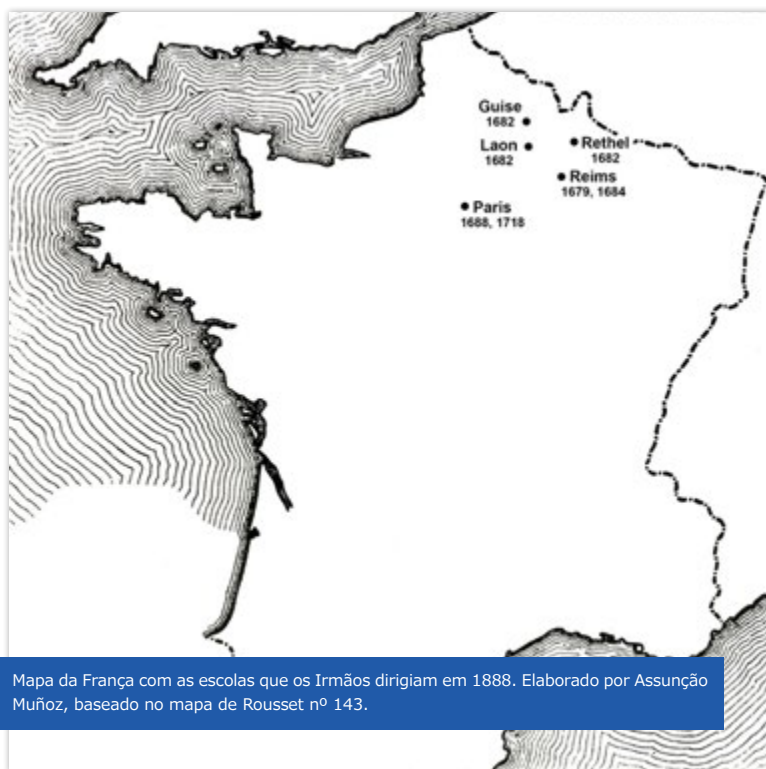 Guise
1682
Laon
1682
Rethel
1682
Reims
1679, 1684
Paris
1688, 1718
Mapa da França com as escolas que os Irmãos dirigiam em 1888. Elaborado por Assunção
Muñoz, baseado no mapa de Rousset nº 143.